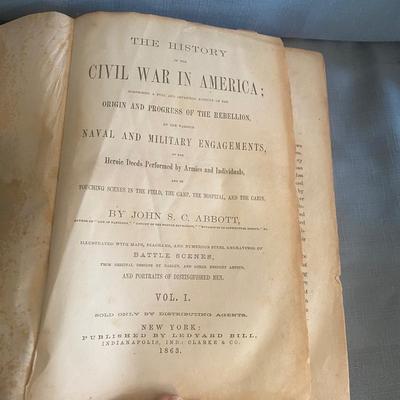 THE HISTORY
OF THE
CIVIL WAR IN AMERICA;
COMPRISING A FULL AND IMPARTIAL ACCOUNT OF THE
ORIGIN AND PROGRESS OF THE REBELLION,
OF THE VARIOUS
NAVAL AND MILITARY ENGAGEMENTS,
OF THE
Heroic Deeds Performed by Armies and Individuals,
AND OF
TOUCHING SCENES IN THE FIELD, THE CAMP, THE HOSPITAL, AND THE CABIN.
BY JOHN S. C. ABBOTT,
AUTHOR OF "LIFE OF NAPOLEON,"
ILLUSTRATED WITH MAPS, DIAGRAMS, AND NUMEROUS STEEL ENGRAVINGS OF
BATTLE SCENES,
FROM ORIGINAL DESIGNS BY DARLEY, AND OTHER EMINENT ARTISTS,
AND PORTRAITS OF DISTINGUISHED MEN.
VOL. I.
SOLD ONLY BY DISTRIBUTING AGENTS.
NEW YORK:
PUBLISHED BY LEDYARD BILL.
INDIANAPOLIS, IND.: CLARKE & CO.
1863.